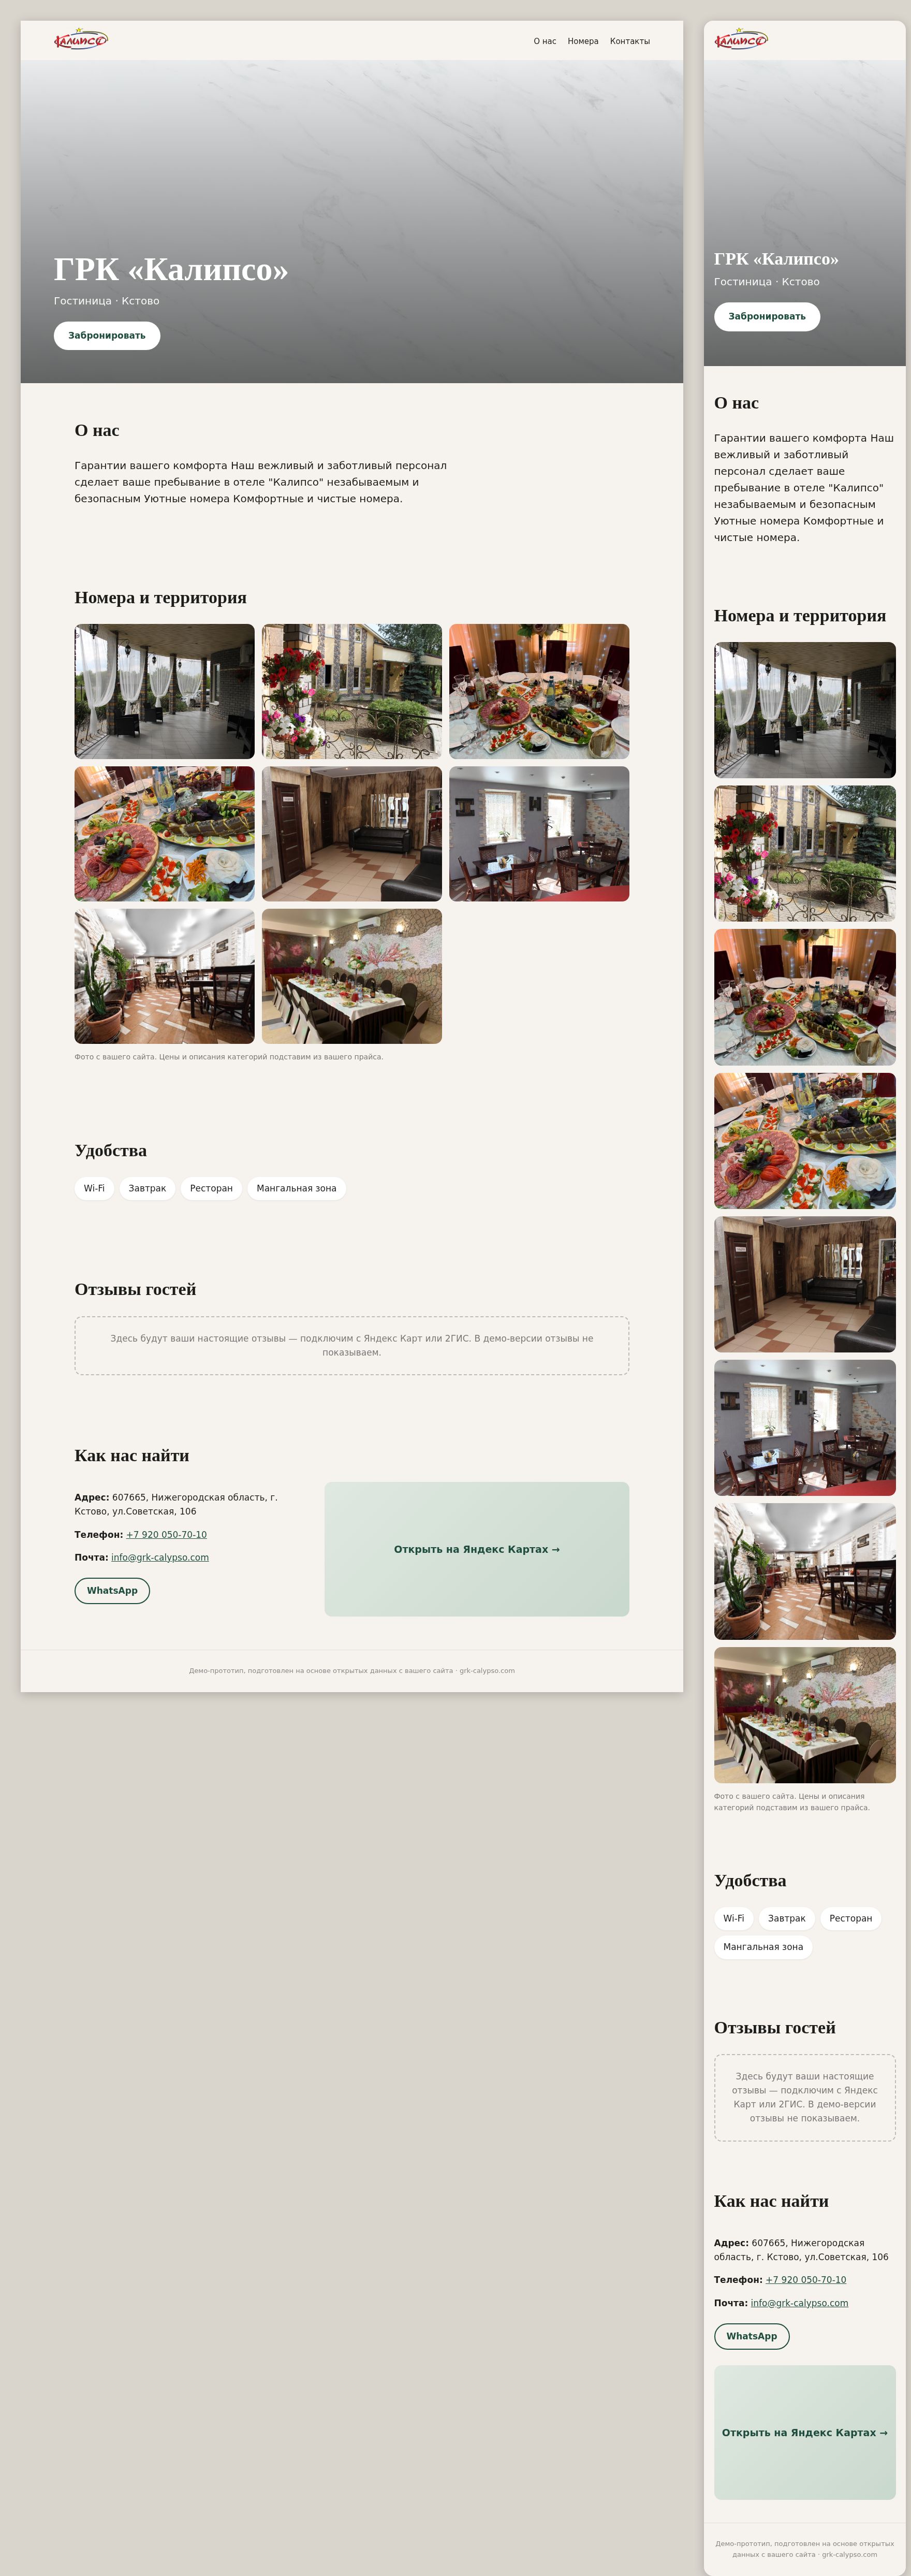 Калипсо
О нас Номера Контакты
ГРК «Калипсо»
Гостиница · Кстово
Забронировать
О нас
Гарантии вашего комфорта Наш вежливый и заботливый персонал
сделает ваше пребывание в отеле "Калипсо" незабываемым и
безопасным Уютные номера Комфортные и чистые номера.
Номера и территория
Фото с вашего сайта. Цены и описания категорий подставим из вашего прайса.
Удобства
Wi-Fi Завтрак Ресторан Мангальная зона
Отзывы гостей
Здесь будут ваши настоящие отзывы — подключим с Яндекс Карт или 2ГИС. В демо-версии отзывы не
показываем.
Как нас найти
Адрес: 607665, Нижегородская область, г.
Кстово, ул.Советская, 106
Телефон: +7 920 050-70-10
Почта: info@grk-calypso.com
WhatsApp
Открыть на Яндекс Картах →
Демо-прототип, подготовлен на основе открытых данных с вашего сайта · grk-calypso.com
Калипсо
ГРК «Калипсо»
Гостиница · Кстово
Забронировать
О нас
Гарантии вашего комфорта Наш
вежливый и заботливый
персонал сделает ваше
пребывание в отеле "Калипсо"
незабываемым и безопасным
Уютные номера Комфортные и
чистые номера.
Номера и территория
Фото с вашего сайта. Цены и описания
категорий подставим из вашего прайса.
Удобства
Wi-Fi Завтрак Ресторан
Мангальная зона
Отзывы гостей
Здесь будут ваши настоящие
отзывы — подключим с Яндекс
Карт или 2ГИС. В демо-версии
отзывы не показываем.
Как нас найти
Адрес: 607665, Нижегородская
область, г. Кстово, ул.Советская, 106
Телефон: +7 920 050-70-10
Почта: info@grk-calypso.com
WhatsApp
Открыть на Яндекс Картах →
Демо-прототип, подготовлен на основе открытых
данных с вашего сайта · grk-calypso.com